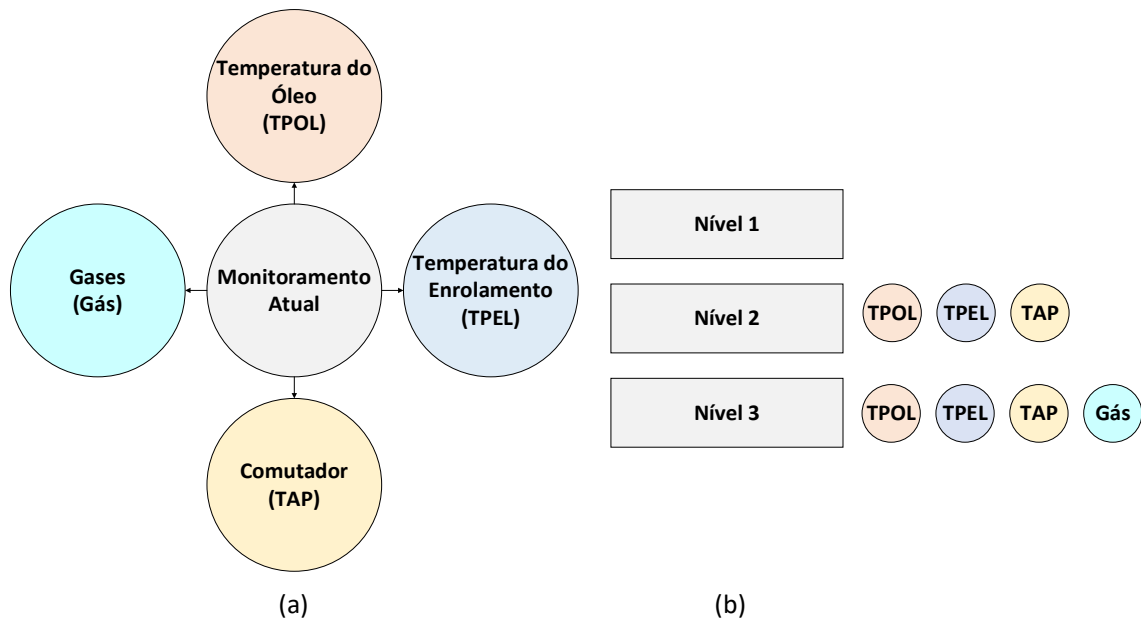 Temperatura do
Óleo
(TPOL)
Gases
(Gás)
Monitoramento
Atual
Temperatura do
Enrolamento
(TPEL)
Comutador
(TAP)
(a)
Nível 1
Nível 2
TPOL
TPEL
TAP
Nível 3
TPOL
TPEL
TAP
Gás
(b)